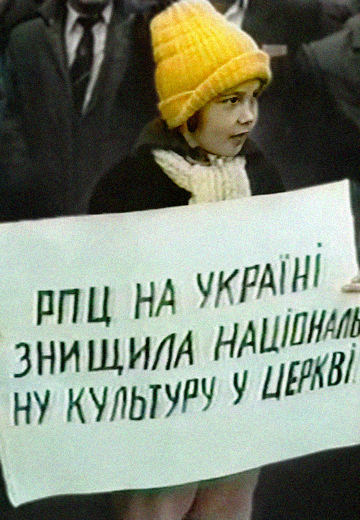 РПЦ НА УКРАЇНІ
ЗНИЩИЛА НАЦІОНАЛЬ
НУ КУЛЬТУРУ У ЦЕРКВІ